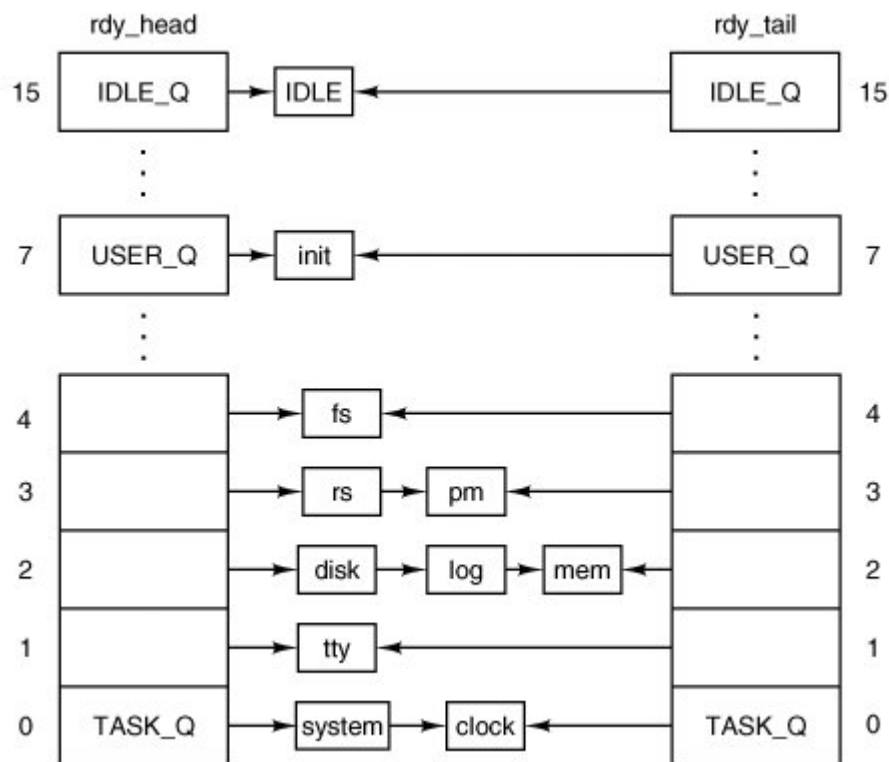 rdy_head rdy_tail
15 IDLE_Q IDLE IDLE_Q 15
7 USER_Q init USER_Q 7
4 fs 4
3 rs pm 3
2 disk log mem 2
1 tty 1
0 TASK_Q system clock TASK_Q 0